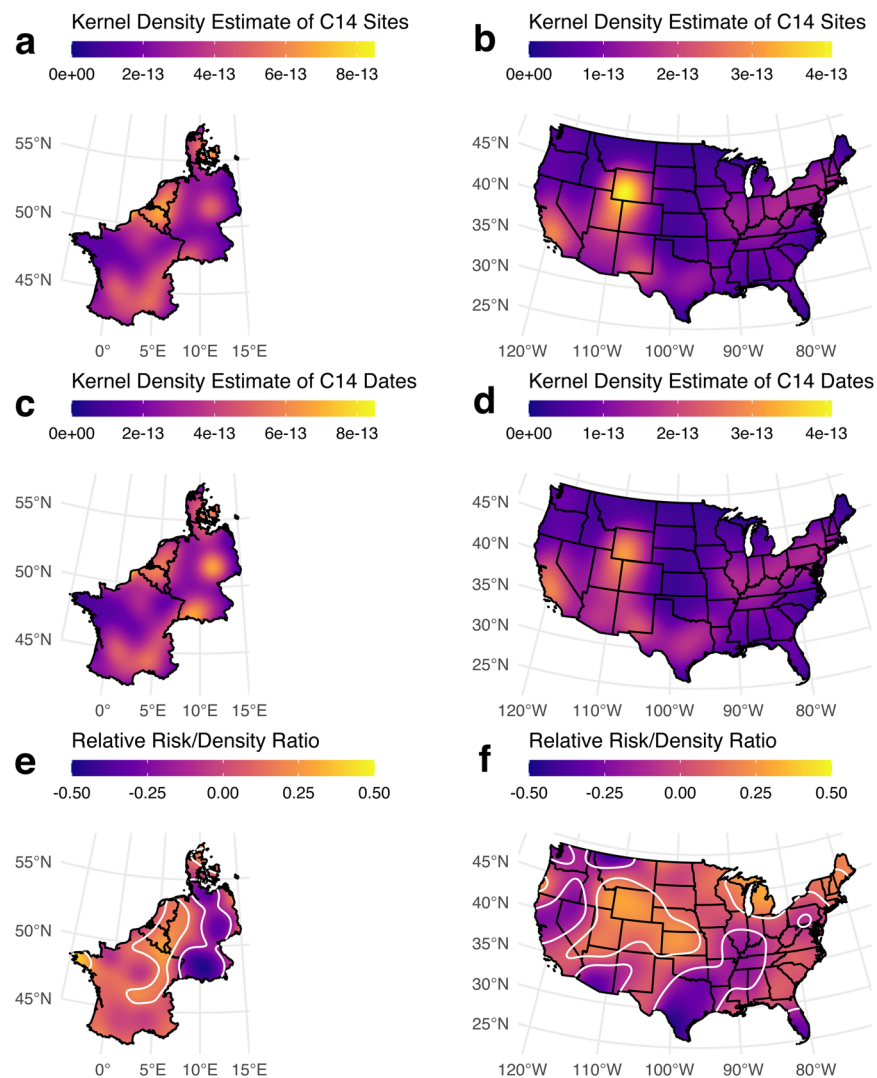 a
Kernel Density Estimate of C14 Sites
0e+00 2e-13 4e-13 6e-13 8e-13
55°N
50°N
45°N
0° 5°E 10°E 15°E
b
Kernel Density Estimate of C14 Sites
0e+00 1e-13 2e-13 3e-13 4e-13
45°N
40°N
35°N
30°N
25°N
120°W 110°W 100°W 90°W 80°W
c
Kernel Density Estimate of C14 Dates
0e+00 2e-13 4e-13 6e-13 8e-13
55°N
50°N
45°N
0° 5°E 10°E 15°E
d
Kernel Density Estimate of C14 Dates
0e+00 1e-13 2e-13 3e-13 4e-13
45°N
40°N
35°N
30°N
25°N
120°W 110°W 100°W 90°W 80°W
e
Relative Risk/Density Ratio
-0.50 -0.25 0.00 0.25 0.50
55°N
50°N
45°N
0° 5°E 10°E 15°E
f
Relative Risk/Density Ratio
-0.50 -0.25 0.00 0.25 0.50
45°N
40°N
35°N
30°N
25°N
120°W 110°W 100°W 90°W 80°W